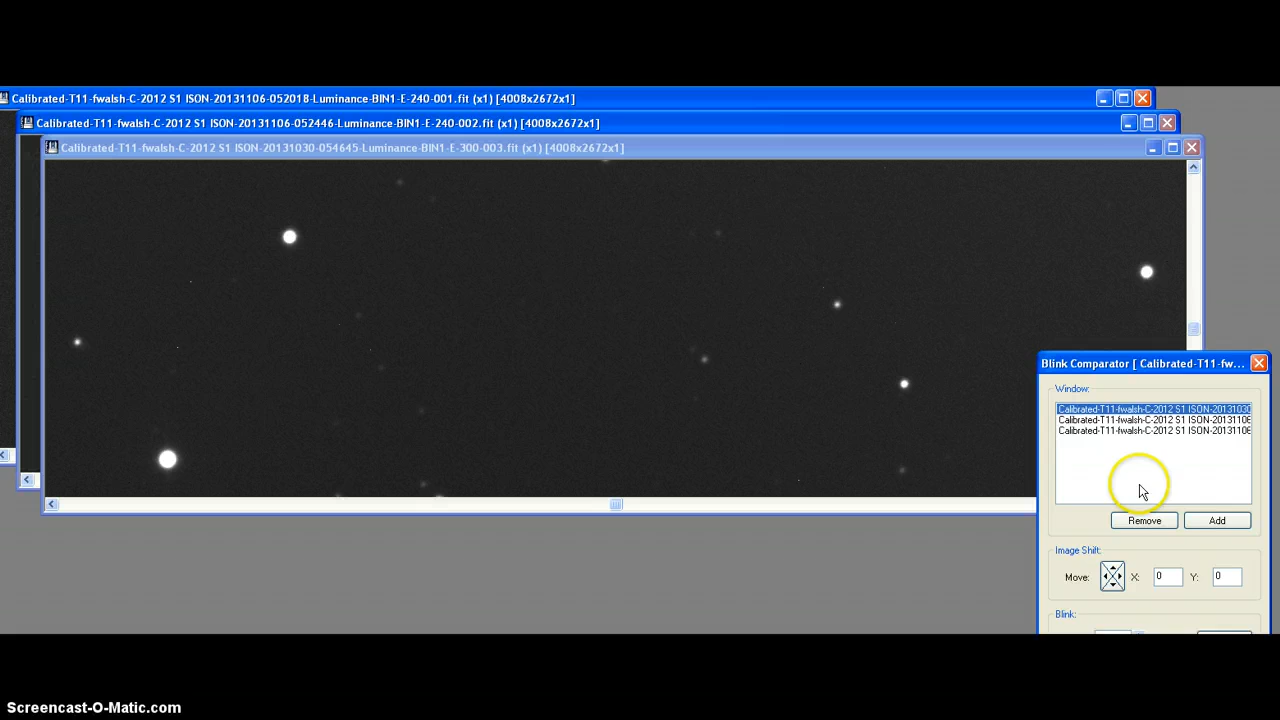 Calibrated-T11-fwalsh-C-2012 S1 ISON-20131106-052018-Luminance-BIN1-E-240-001.fit (x1) [4008x2672x1]
Calibrated-T11-fwalsh-C-2012 S1 ISON-20131106-052446-Luminance-BIN1-E-240-002.fit (x1) [4008x2672x1]
Calibrated-T11-fwalsh-C-2012 S1 ISON-20131030-054645-Luminance-BIN1-E-300-003.fit (x1) [4008x2672x1]
Blink Comparator [ Calibrated-T11-fw...
Window:
Calibrated-T11-fwalsh-C-2012 S1 ISON-2013103
Calibrated-T11-fwalsh-C-2012 S1 ISON-2013110
Calibrated-T11-fwalsh-C-2012 S1 ISON-2013110
Remove Add
Image Shift:
Move: X: 0 Y: 0
Blink:
Screencast-O-Matic.com